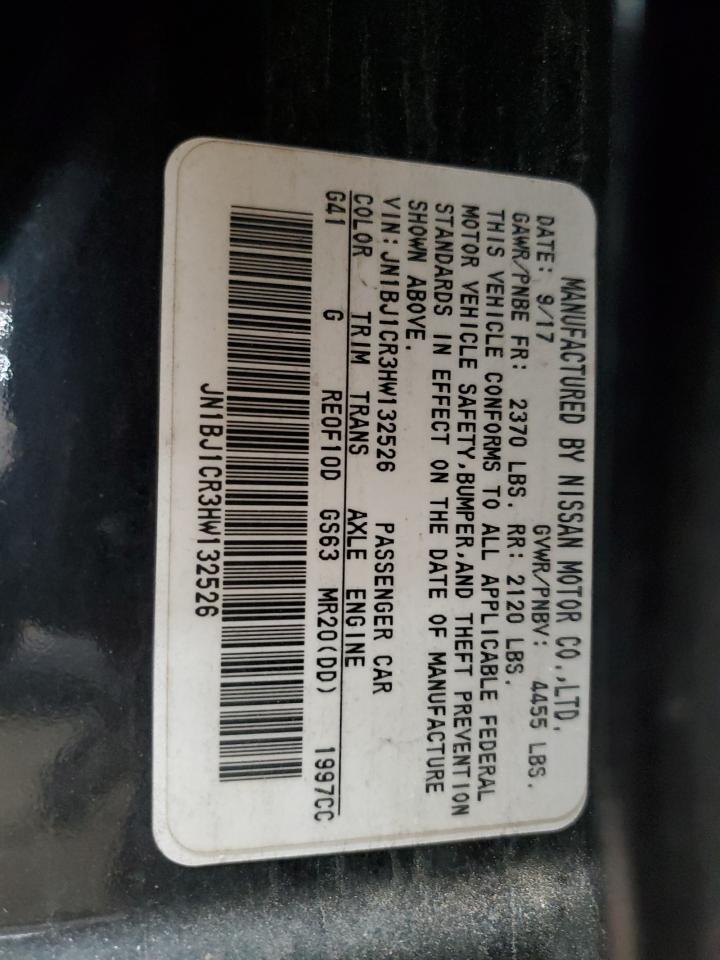 MANUFACTURED BY NISSAN MOTOR CO.,LTD.
DATE: 9/17 GVWR/PNBV: 4455 LBS.
GAWR/PNBE FR: 2370 LBS. RR: 2120 LBS.
THIS VEHICLE CONFORMS TO ALL APPLICABLE FEDERAL
MOTOR VEHICLE SAFETY,BUMPER,AND THEFT PREVENTION
STANDARDS IN EFFECT ON THE DATE OF MANUFACTURE
SHOWN ABOVE.
VIN:JN1BJ1CR3HW132526 PASSENGER CAR
COLOR TRIM TRANS AXLE ENGINE
G41 G RE0F10D GS63 MR20(DD) 1997CC
JN1BJ1CR3HW132526